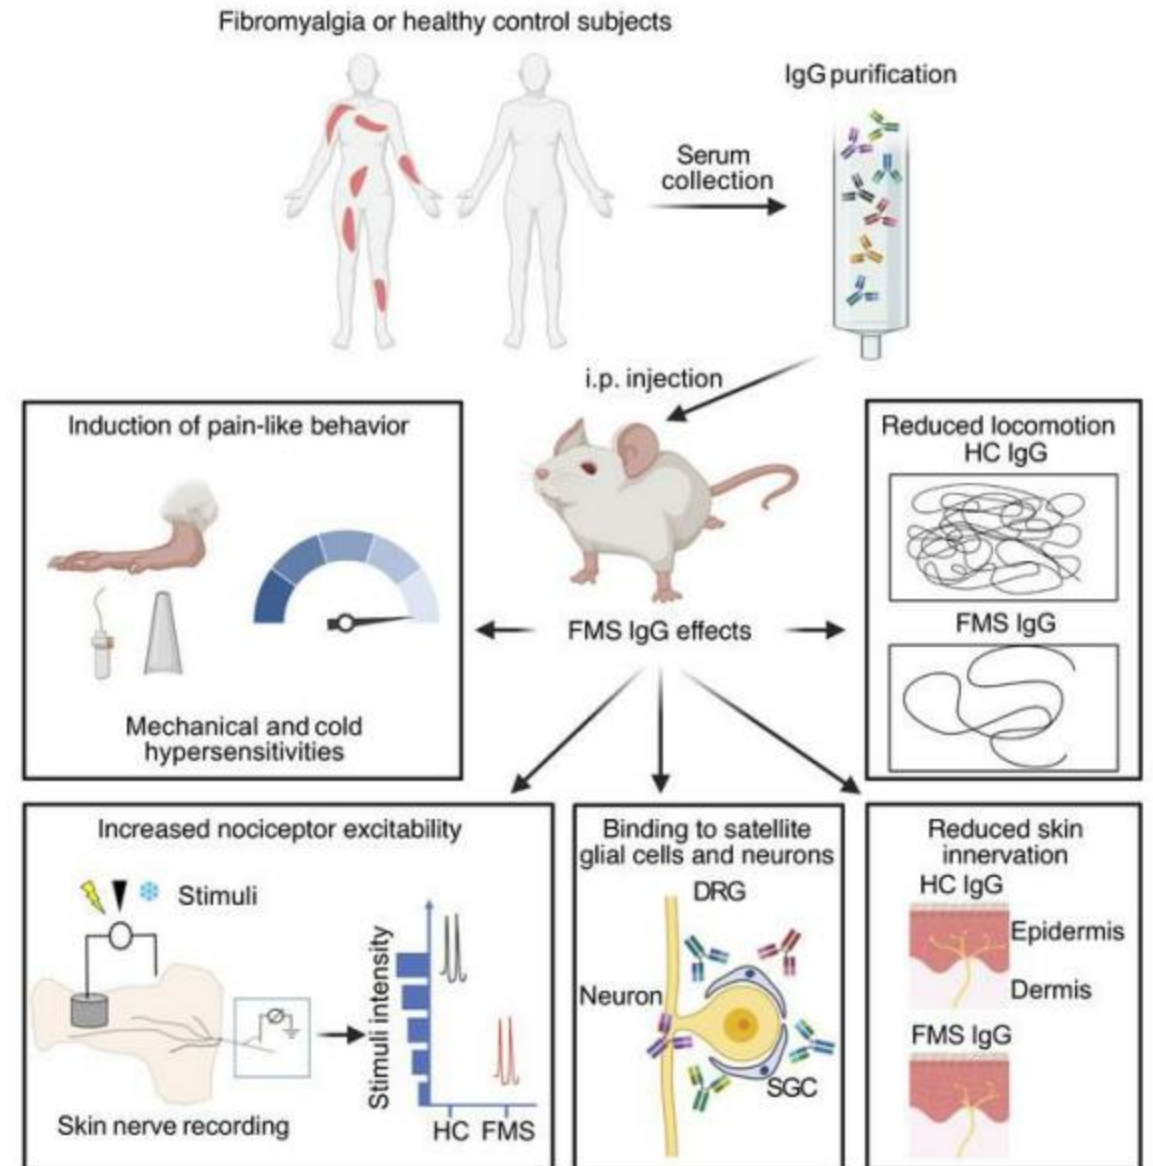 Fibromyalgia or healthy control subjects
IgG purification
Serum
collection
i.p. injection
Induction of pain-like behavior
Mechanical and cold
hypersensitivities
FMS IgG effects
Reduced locomotion
HC IgG
FMS IgG
Increased nociceptor excitability
Stimuli
Stimuli intensity
HC FMS
Skin nerve recording
Binding to satellite
glial cells and neurons
DRG
Neuron
SGC
Reduced skin
innervation
HC IgG
Epidermis
Dermis
FMS IgG